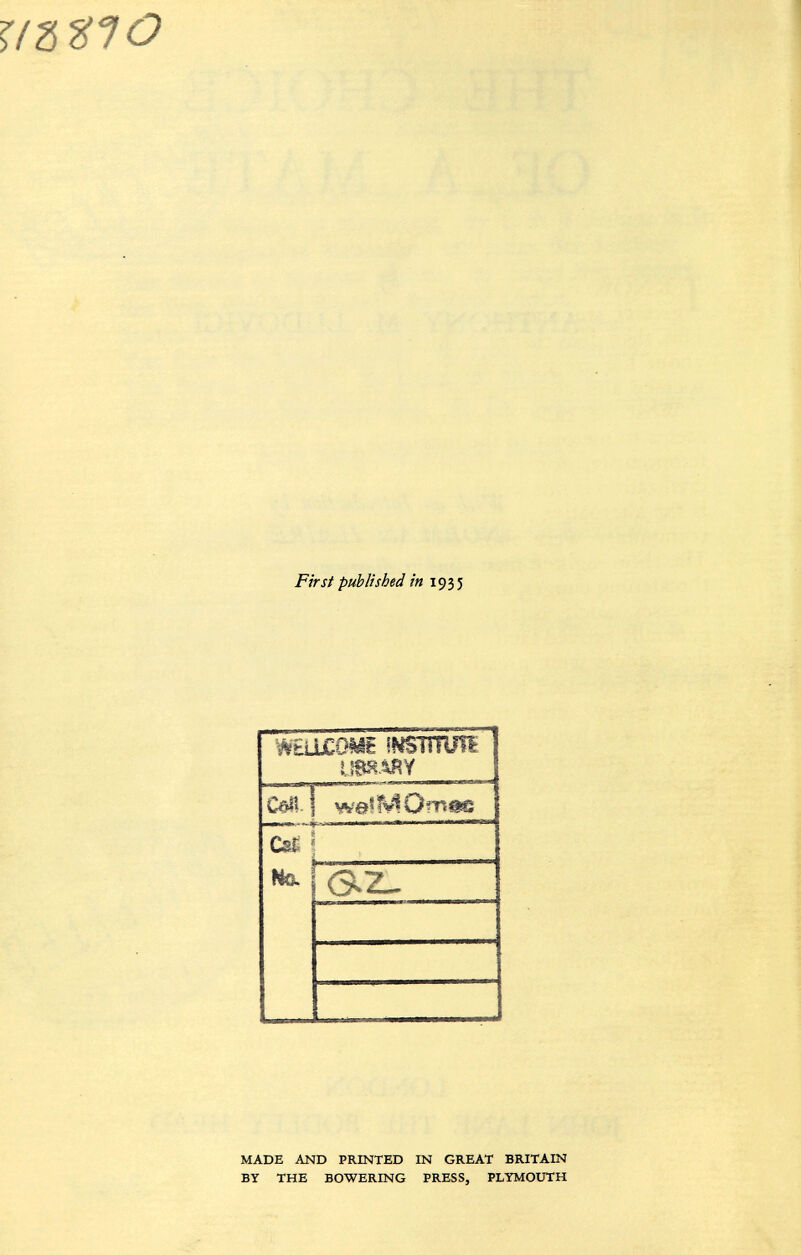 First published in 1935
WELLCOME INSTITUTE
LIBRARY
Coll. welMOmec
Call
No. QZ
MADE AND PRINTED IN GREAT BRITAIN
BY THE BOWERING PRESS, PLYMOUTH